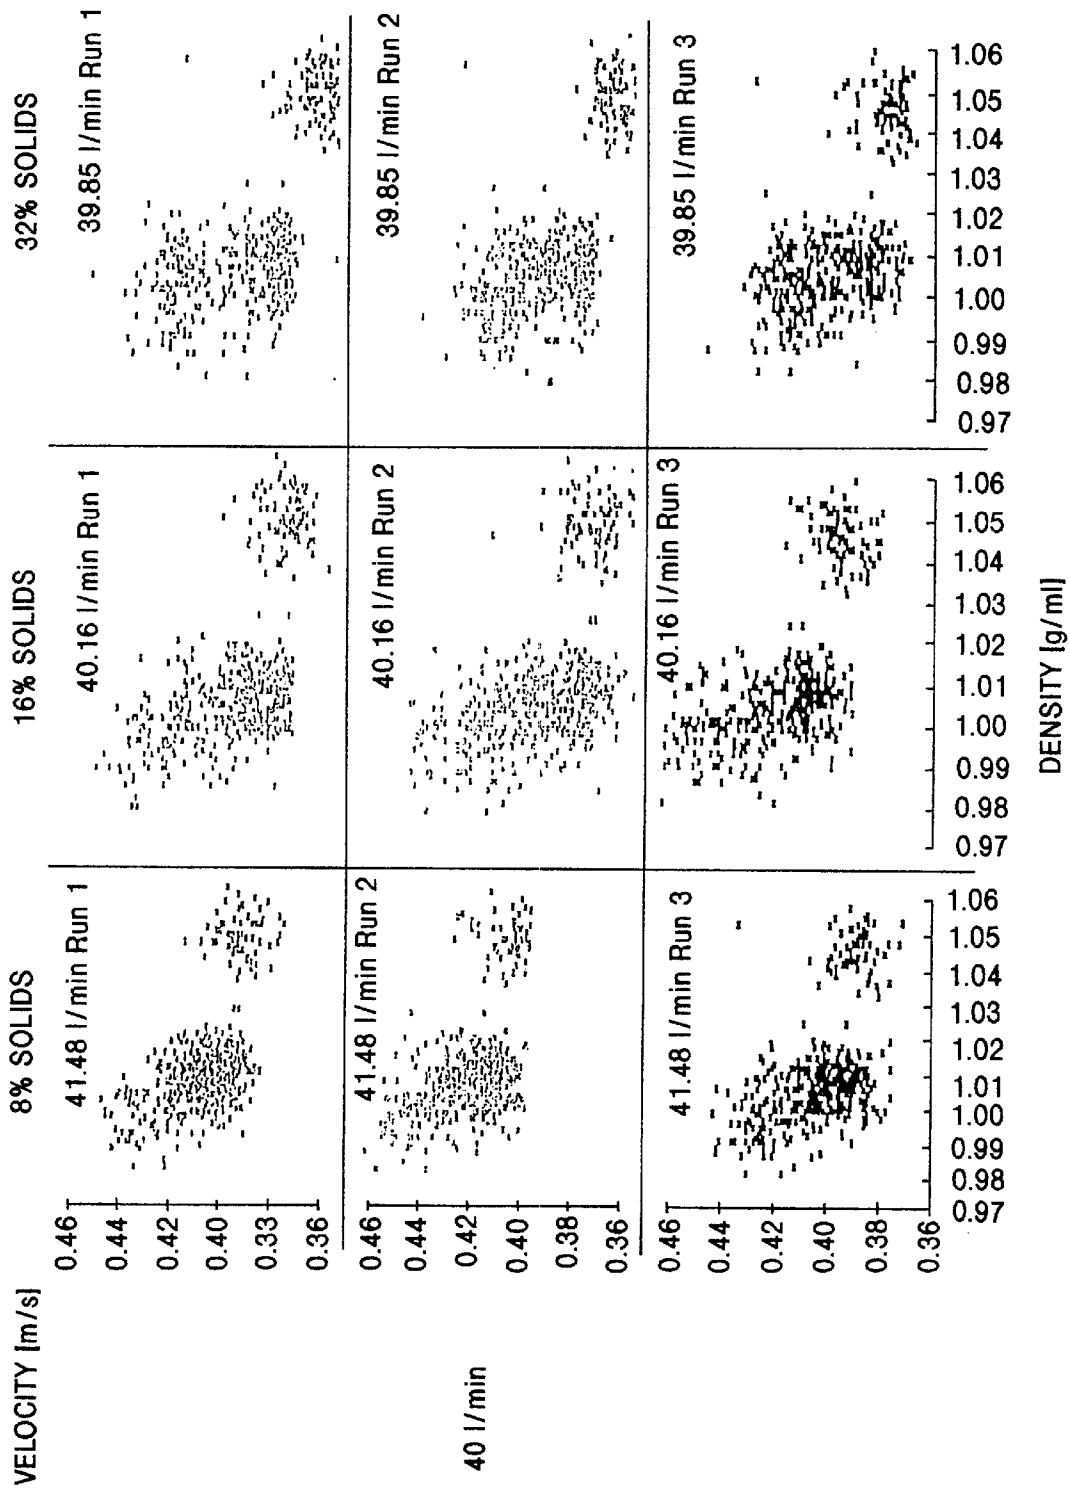 VELOCITY [m/s]
8% SOLIDS
16% SOLIDS
32% SOLIDS
0.46
0.44
0.42
0.40
0.33
0.36
41.48 l/min Run 1
40.16 l/min Run 1
39.85 l/min Run 1
40 l/min
0.46
0.44
0.42
0.40
0.38
0.36
41.48 l/min Run 2
40.16 l/min Run 2
39.85 l/min Run 2
0.46
0.44
0.42
0.40
0.38
0.36
41.48 l/min Run 3
40.16 l/min Run 3
39.85 l/min Run 3
0.97 0.98 0.99 1.00 1.01 1.02 1.03 1.04 1.05 1.06
0.97 0.98 0.99 1.00 1.01 1.02 1.03 1.04 1.05 1.06
0.97 0.98 0.99 1.00 1.01 1.02 1.03 1.04 1.05 1.06
DENSITY [g/ml]